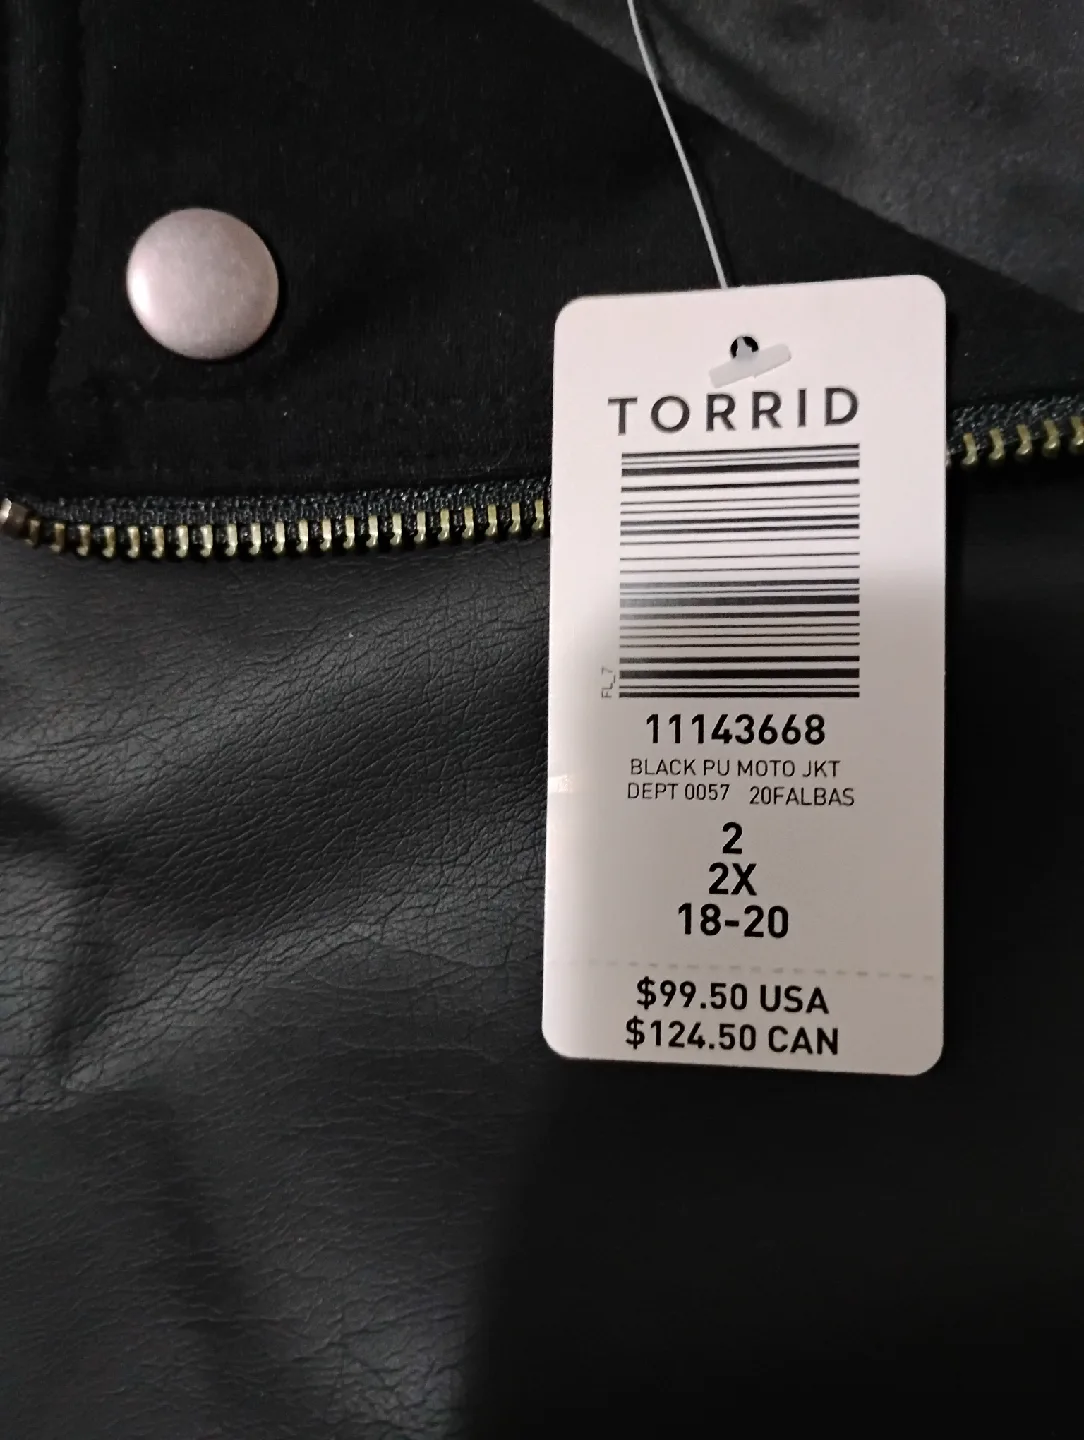 TORRID
FL_7
11143668
BLACK PU MOTO JKT
DEPT 0057 20FALBAS
2
2X
18-20
$99.50 USA
$124.50 CAN